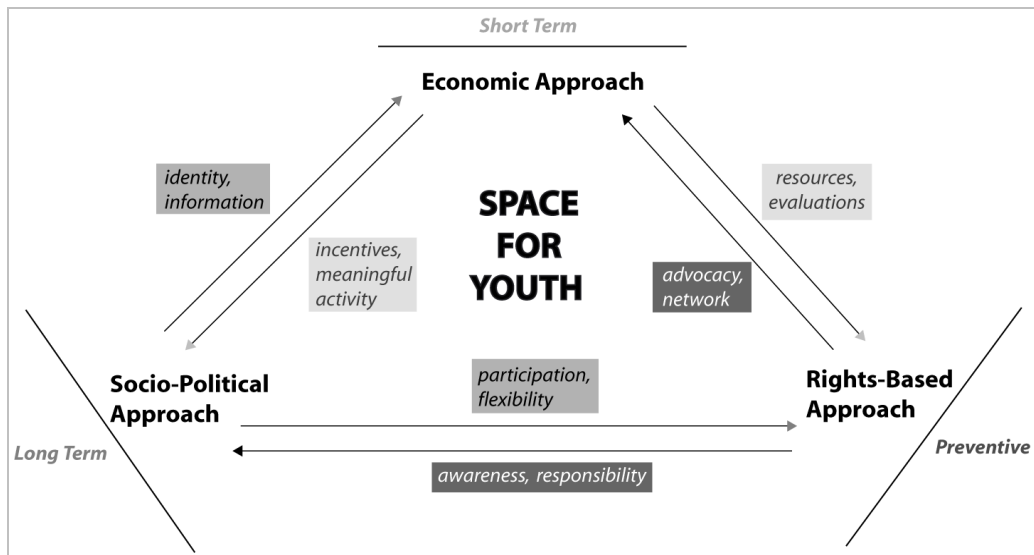 Short Term
Economic Approach
identity,
information
resources,
evaluations
SPACE
FOR
YOUTH
incentives,
meaningful
activity
advocacy,
network
Socio-Political
Approach
participation,
flexibility
Rights-Based
Approach
Long Term
Preventive
awareness, responsibility